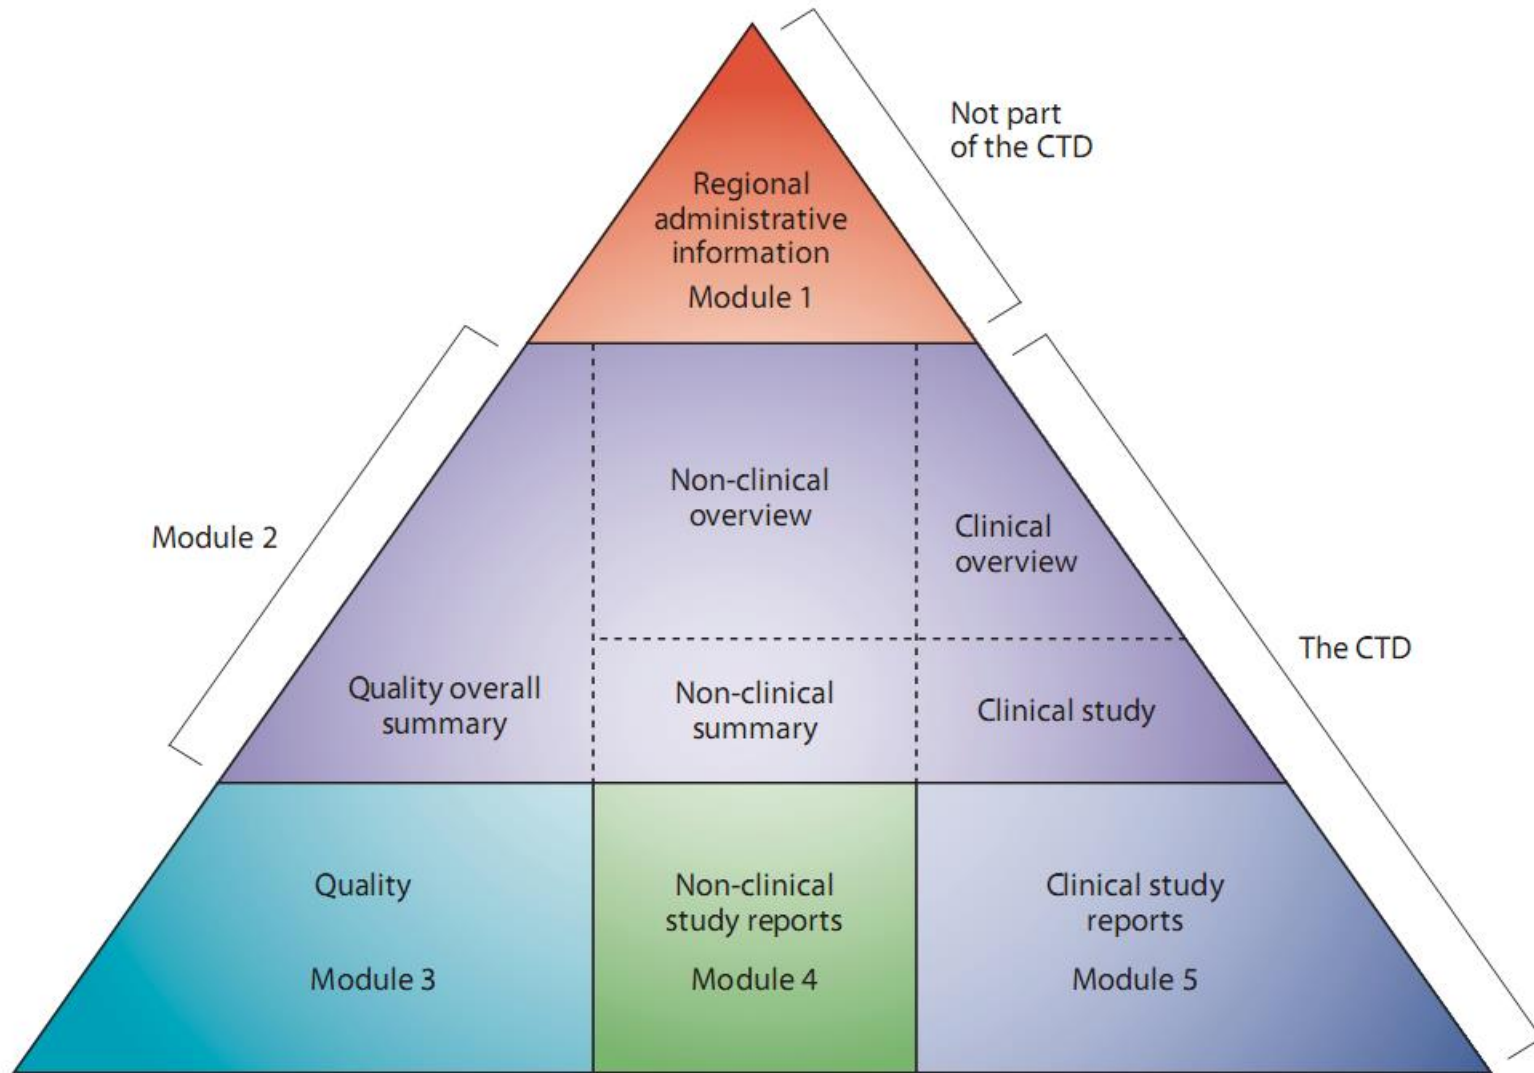 Not part
of the CTD
Regional
administrative
information
Module 1
Module 2
Non-clinical
overview
Clinical
overview
The CTD
Quality overall
summary
Non-clinical
summary
Clinical study
Quality
Module 3
Non-clinical
study reports
Module 4
Clinical study
reports
Module 5